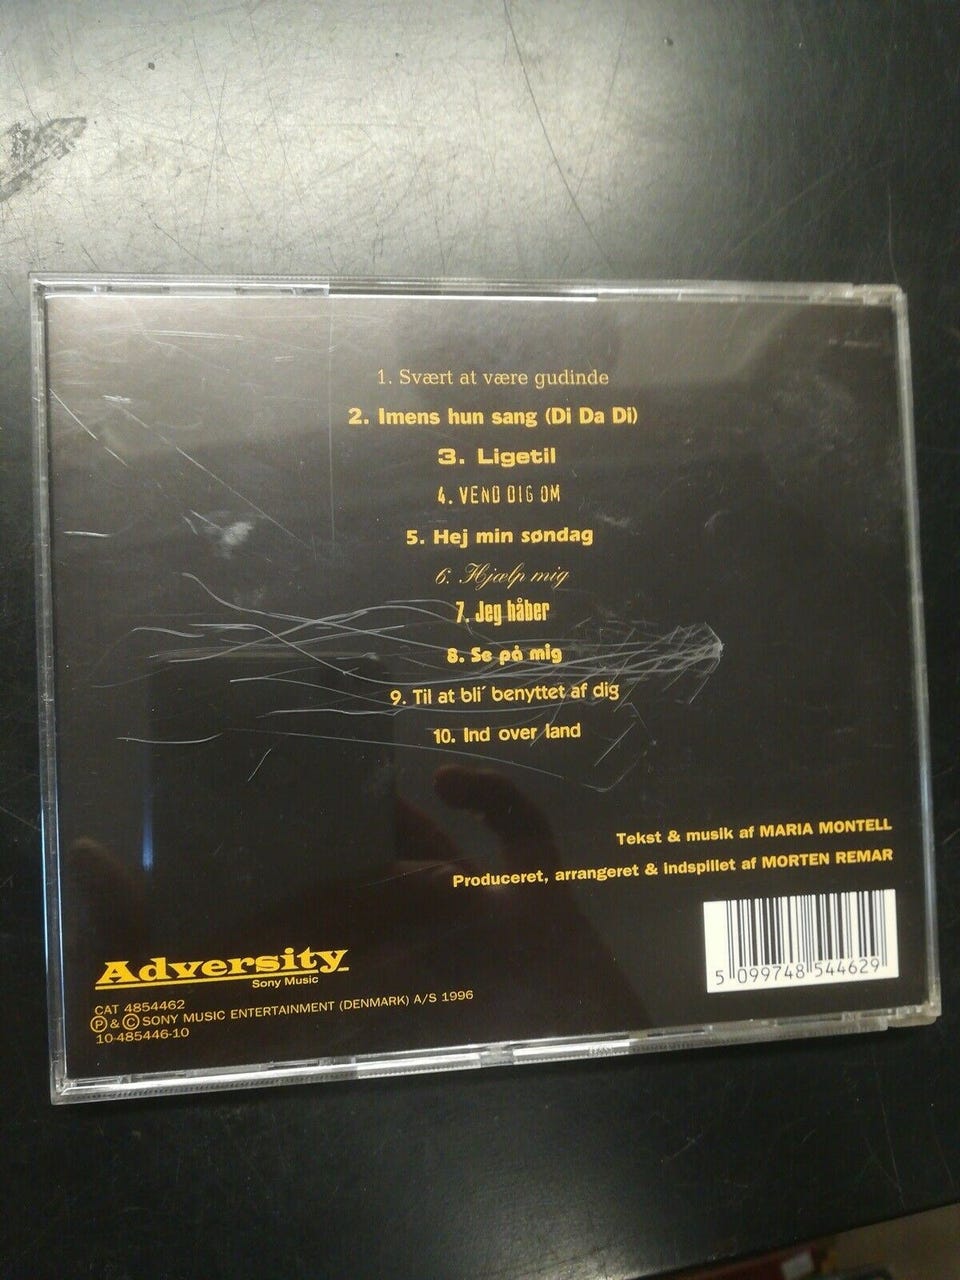 1. Svært at være gudinde
2. Imens hun sang (Di Da Di)
3. Ligetil
4. VEND DIG OM
5. Hej min søndag
6. Hjælp mig
7. Jeg håber
8. Se på mig
9. Til at bli´ benyttet af dig
10. Ind over land
Tekst & musik af MARIA MONTELL
Produceret, arrangeret & indspillet af MORTEN REMAR
5 099748 544629
Adversity
Sony Music
CAT 4854462
Ⓟ & Ⓒ SONY MUSIC ENTERTAINMENT (DENMARK) A/S 1996
10-485446-10